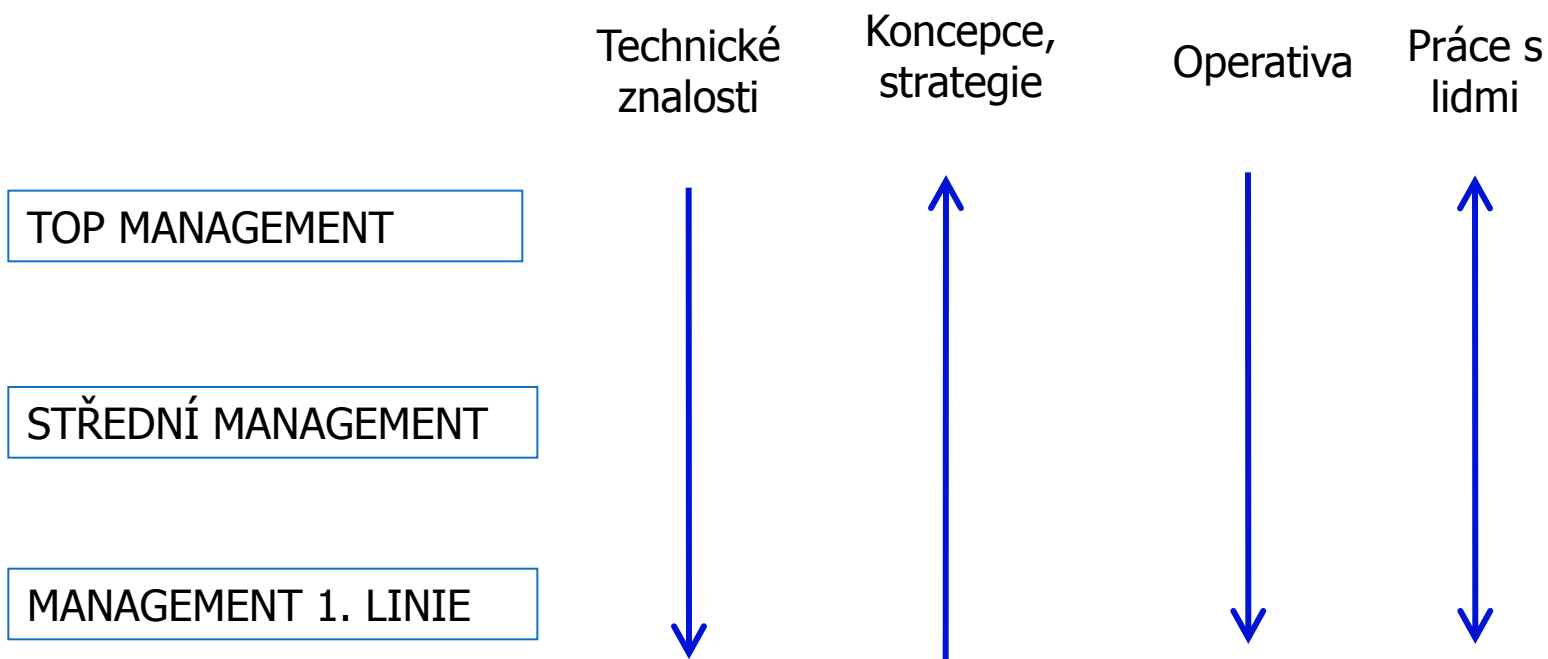 Technické
znalosti
Koncepce,
strategie
Operativa
Práce s
lidmi
TOP MANAGEMENT
STŘEDNÍ MANAGEMENT
MANAGEMENT 1. LINIE